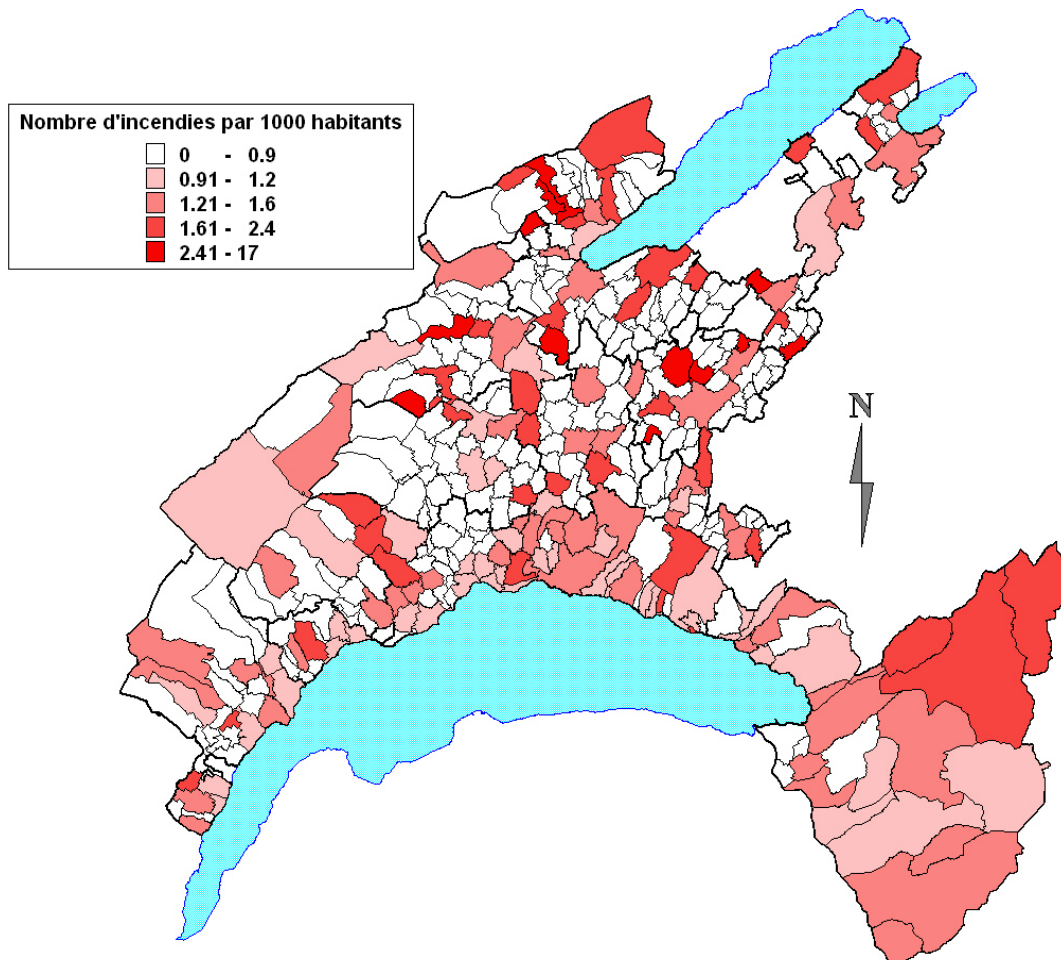 Nombre d'incendies par 1000 habitants
0 - 0.9
0.91 - 1.2
1.21 - 1.6
1.61 - 2.4
2.41 - 17
N